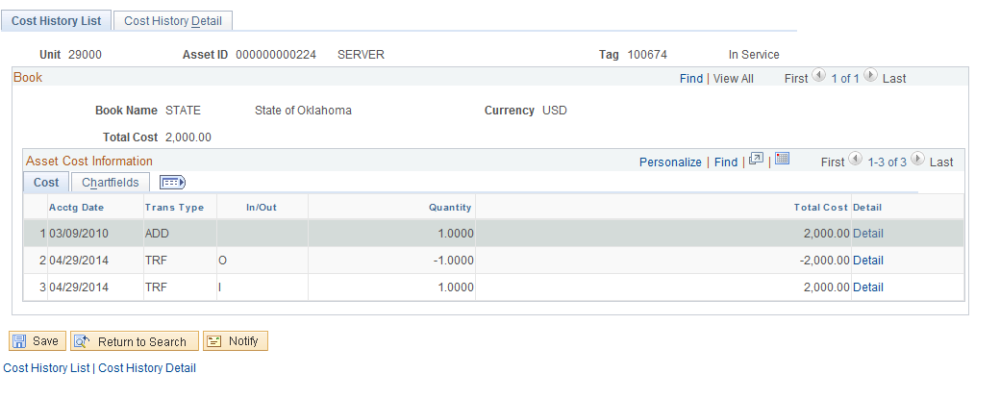 Cost History List Cost History Detail
Unit 29000 Asset ID 000000000224 SERVER Tag 100674 In Service
Book Find | View All First 1 of 1 Last
Book Name STATE State of Oklahoma Currency USD
Total Cost 2,000.00
Asset Cost Information Personalize | Find | | First 1-3 of 3 Last
Cost Chartfields
Acctg Date Trans Type In/Out Quantity Total Cost Detail
1 03/09/2010 ADD 1.0000 2,000.00 Detail
2 04/29/2014 TRF O -1.0000 -2,000.00 Detail
3 04/29/2014 TRF I 1.0000 2,000.00 Detail
Save Return to Search Notify
Cost History List | Cost History Detail